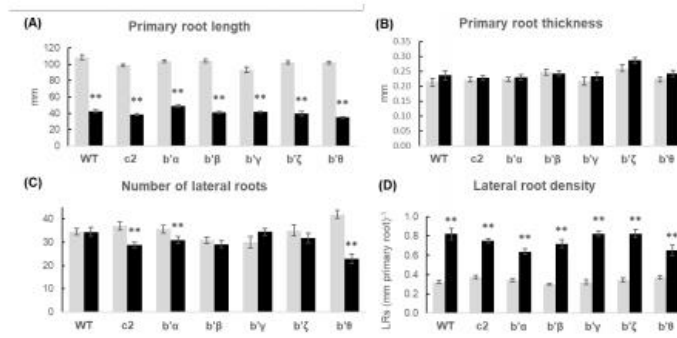 (A)
Primary root length
120
100
80
60
40
20
0
mm
** ** ** ** ** ** **
WT c2 b'α b'β b'γ b'ζ b'θ
(B)
Primary root thickness
0.35
0.30
0.25
0.20
0.15
0.10
0.05
0.00
mm
WT c2 b'α b'β b'γ b'ζ b'θ
(C)
Number of lateral roots
40
30
20
10
0
** ** **
WT c2 b'α b'β b'γ b'ζ b'θ
(D)
Lateral root density
1.0
0.8
0.6
0.4
0.2
0.0
LRs (mm primary root)⁻¹
** ** ** ** ** ** **
WT c2 b'α b'β b'γ b'ζ b'θ